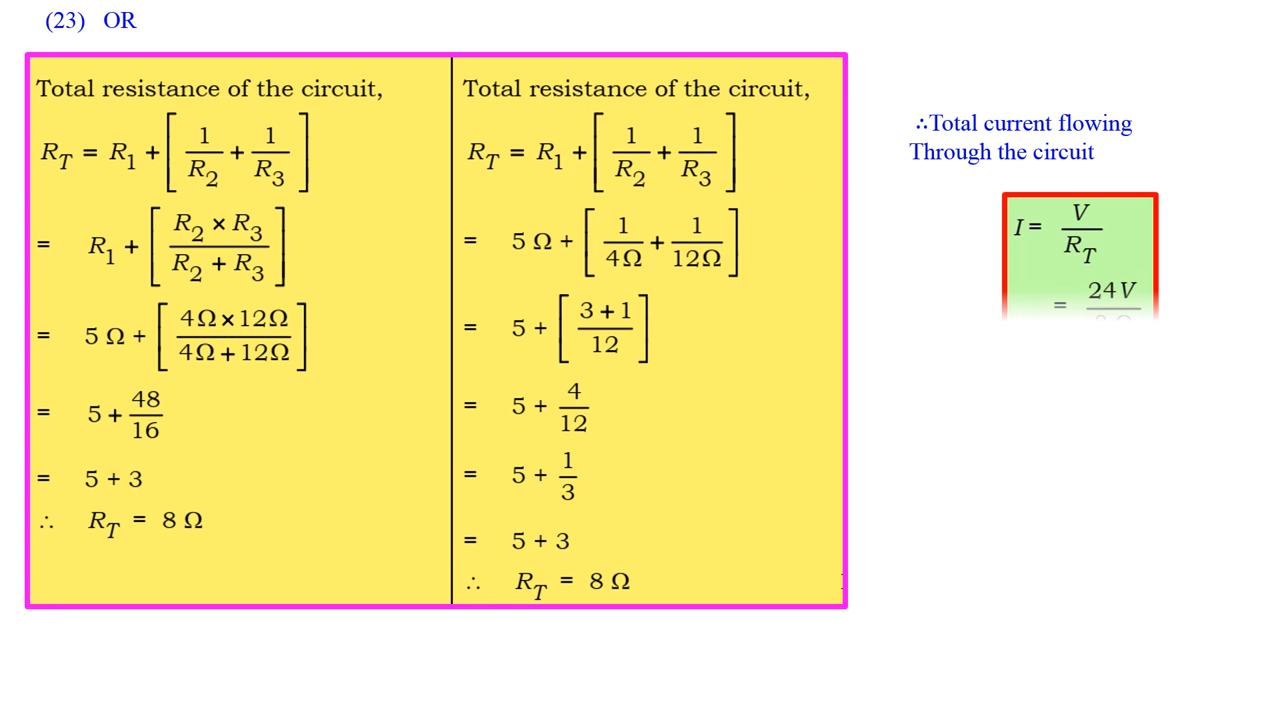 (23) OR
Total resistance of the circuit,
R_T = R_1 + [ 1/R_2 + 1/R_3 ]
= R_1 + [ R_2 × R_3 / R_2 + R_3 ]
= 5 Ω + [ 4Ω×12Ω / 4Ω+12Ω ]
= 5 + 48/16
= 5 + 3
∴ R_T = 8 Ω
Total resistance of the circuit,
R_T = R_1 + [ 1/R_2 + 1/R_3 ]
= 5 Ω + [ 1/4Ω + 1/12Ω ]
= 5 + [ 3+1 / 12 ]
= 5 + 4/12
= 5 + 1/3
= 5 + 3
∴ R_T = 8 Ω
∴Total current flowing
Through the circuit
I = V/R_T
= 24V